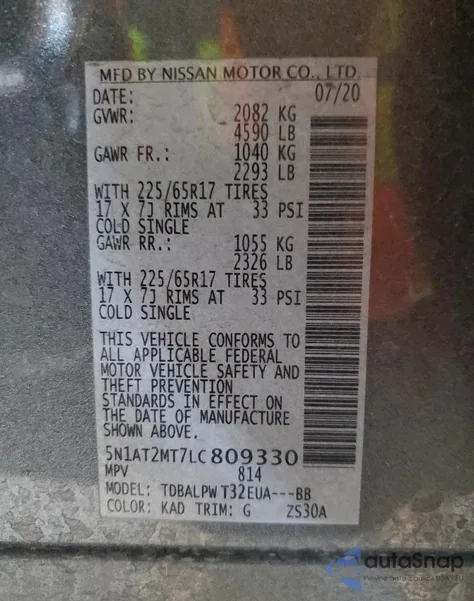 MFD BY NISSAN MOTOR CO., LTD.
DATE: 07/20
GVWR: 2082 KG
4590 LB
GAWR FR.: 1040 KG
2293 LB
WITH 225/65R17 TIRES
17 X 7J RIMS AT 33 PSI
COLD SINGLE
GAWR RR.: 1055 KG
2326 LB
WITH 225/65R17 TIRES
17 X 7J RIMS AT 33 PSI
COLD SINGLE
THIS VEHICLE CONFORMS TO
ALL APPLICABLE FEDERAL
MOTOR VEHICLE SAFETY AND
THEFT PREVENTION
STANDARDS IN EFFECT ON
THE DATE OF MANUFACTURE
SHOWN ABOVE.
5N1AT2MT7LC809330
MPV 814
MODEL: TDBALPW T32EUA---BB
COLOR: KAD TRIM: G ZS30A
autaSnap